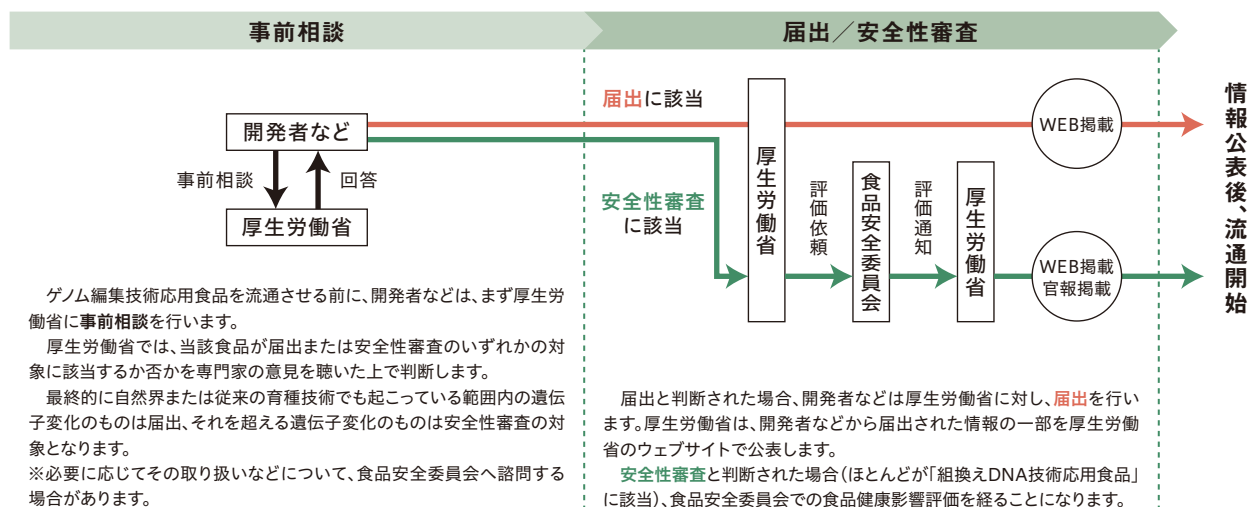 事前相談
届出／安全性審査
開発者など
事前相談
回答
厚生労働省
届出に該当
安全性審査
に該当
厚生労働省
評価依頼
食品安全委員会
評価通知
厚生労働省
WEB掲載
WEB掲載
官報掲載
情報公表後、流通開始
ゲノム編集技術応用食品を流通させる前に、開発者などは、まず厚生労
働省に事前相談を行います。
厚生労働省では、当該食品が届出または安全性審査のいずれかの対
象に該当するか否かを専門家の意見を聴いた上で判断します。
最終的に自然界または従来の育種技術でも起こっている範囲内の遺伝
子変化のものは届出、それを超える遺伝子変化のものは安全性審査の対
象となります。
※必要に応じてその取り扱いなどについて、食品安全委員会へ諮問する
場合があります。
届出と判断された場合、開発者などは厚生労働省に対し、届出を行い
ます。厚生労働省は、開発者などから届出された情報の一部を厚生労働
省のウェブサイトで公表します。
安全性審査と判断された場合（ほとんどが「組換えDNA技術応用食品」
に該当）、食品安全委員会での食品健康影響評価を経ることになります。